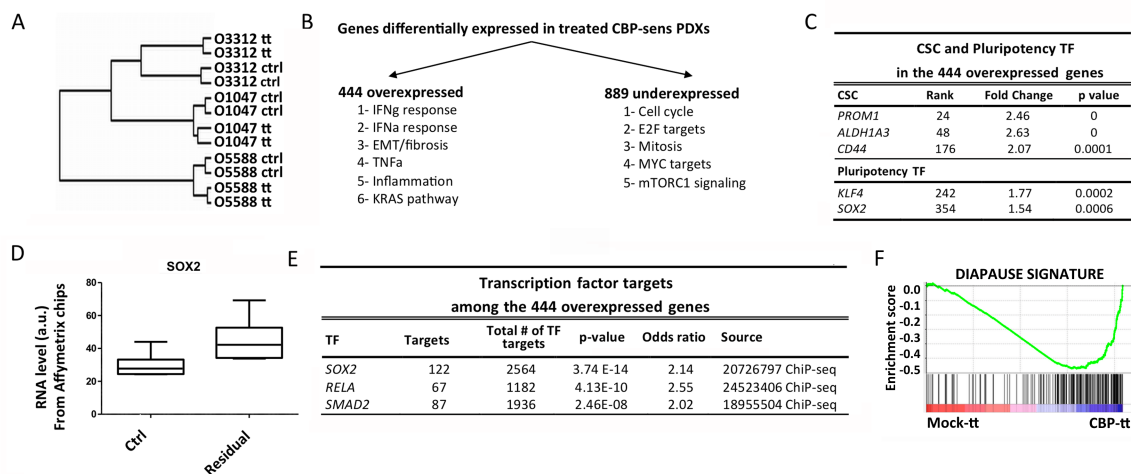 A
O3312 tt
O3312 tt
O3312 ctrl
O3312 ctrl
O1047 ctrl
O1047 ctrl
O1047 tt
O1047 tt
O5588 ctrl
O5588 ctrl
O5588 tt
O5588 tt
B
Genes differentially expressed in treated CBP-sens PDXs
444 overexpressed
1- IFNg response
2- IFNa response
3- EMT/fibrosis
4- TNFa
5- Inflammation
6- KRAS pathway
889 underexpressed
1- Cell cycle
2- E2F targets
3- Mitosis
4- MYC targets
5- mTORC1 signaling
C
CSC and Pluripotency TF
in the 444 overexpressed genes
CSC Rank Fold Change p value
PROM1 24 2.46 0
ALDH1A3 48 2.63 0
CD44 176 2.07 0.0001
Pluripotency TF
KLF4 242 1.77 0.0002
SOX2 354 1.54 0.0006
D
SOX2
RNA level (a.u.)
From Affymetrix chips
80
60
40
20
0
Ctrl
Residual
E
Transcription factor targets
among the 444 overexpressed genes
TF Targets Total # of TF targets p-value Odds ratio Source
SOX2 122 2564 3.74 E-14 2.14 20726797 ChiP-seq
RELA 67 1182 4.13E-10 2.55 24523406 ChiP-seq
SMAD2 87 1936 2.46E-08 2.02 18955504 ChiP-seq
F
DIAPAUSE SIGNATURE
Enrichment score
0.0
-0.1
-0.2
-0.3
-0.4
-0.5
Mock-tt
CBP-tt